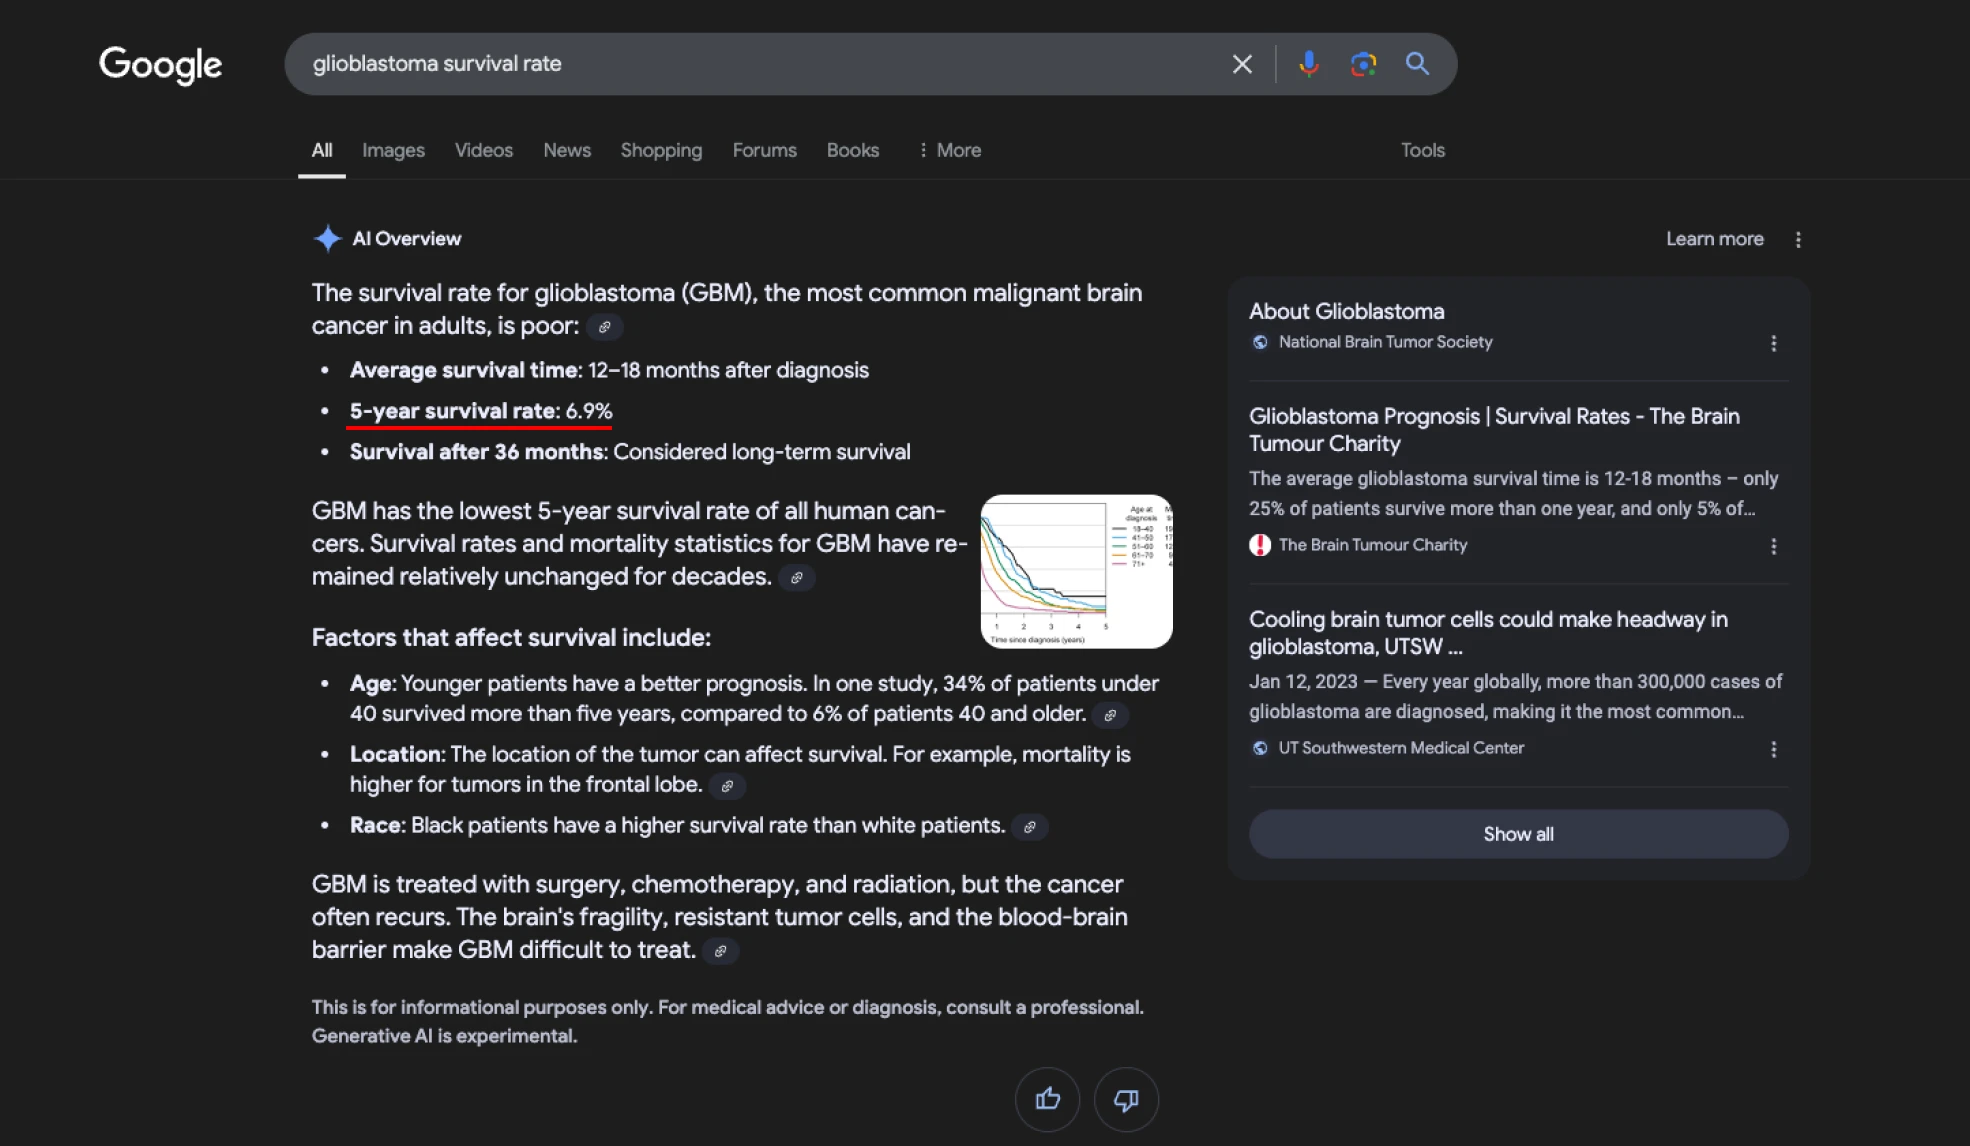 Google
glioblastoma survival rate
All Images Videos News Shopping Forums Books More Tools
AI Overview
Learn more
The survival rate for glioblastoma (GBM), the most common malignant brain
cancer in adults, is poor:
• Average survival time: 12–18 months after diagnosis
• 5-year survival rate: 6.9%
• Survival after 36 months: Considered long-term survival
GBM has the lowest 5-year survival rate of all human can-
cers. Survival rates and mortality statistics for GBM have re-
mained relatively unchanged for decades.
Age at
diagnosis
18–40
41–50
51–60
61–70
71+
1 2 3 4 5
Time since diagnosis (years)
Factors that affect survival include:
• Age: Younger patients have a better prognosis. In one study, 34% of patients under
40 survived more than five years, compared to 6% of patients 40 and older.
• Location: The location of the tumor can affect survival. For example, mortality is
higher for tumors in the frontal lobe.
• Race: Black patients have a higher survival rate than white patients.
GBM is treated with surgery, chemotherapy, and radiation, but the cancer
often recurs. The brain's fragility, resistant tumor cells, and the blood-brain
barrier make GBM difficult to treat.
This is for informational purposes only. For medical advice or diagnosis, consult a professional.
Generative AI is experimental.
About Glioblastoma
National Brain Tumor Society
Glioblastoma Prognosis | Survival Rates - The Brain
Tumour Charity
The average glioblastoma survival time is 12-18 months – only
25% of patients survive more than one year, and only 5% of...
The Brain Tumour Charity
Cooling brain tumor cells could make headway in
glioblastoma, UTSW ...
Jan 12, 2023 — Every year globally, more than 300,000 cases of
glioblastoma are diagnosed, making it the most common...
UT Southwestern Medical Center
Show all